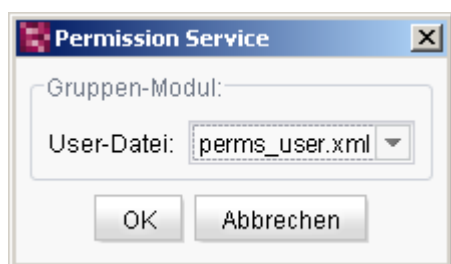 Permission Service
Gruppen-Modul:
User-Datei: perms_user.xml
OK Abbrechen